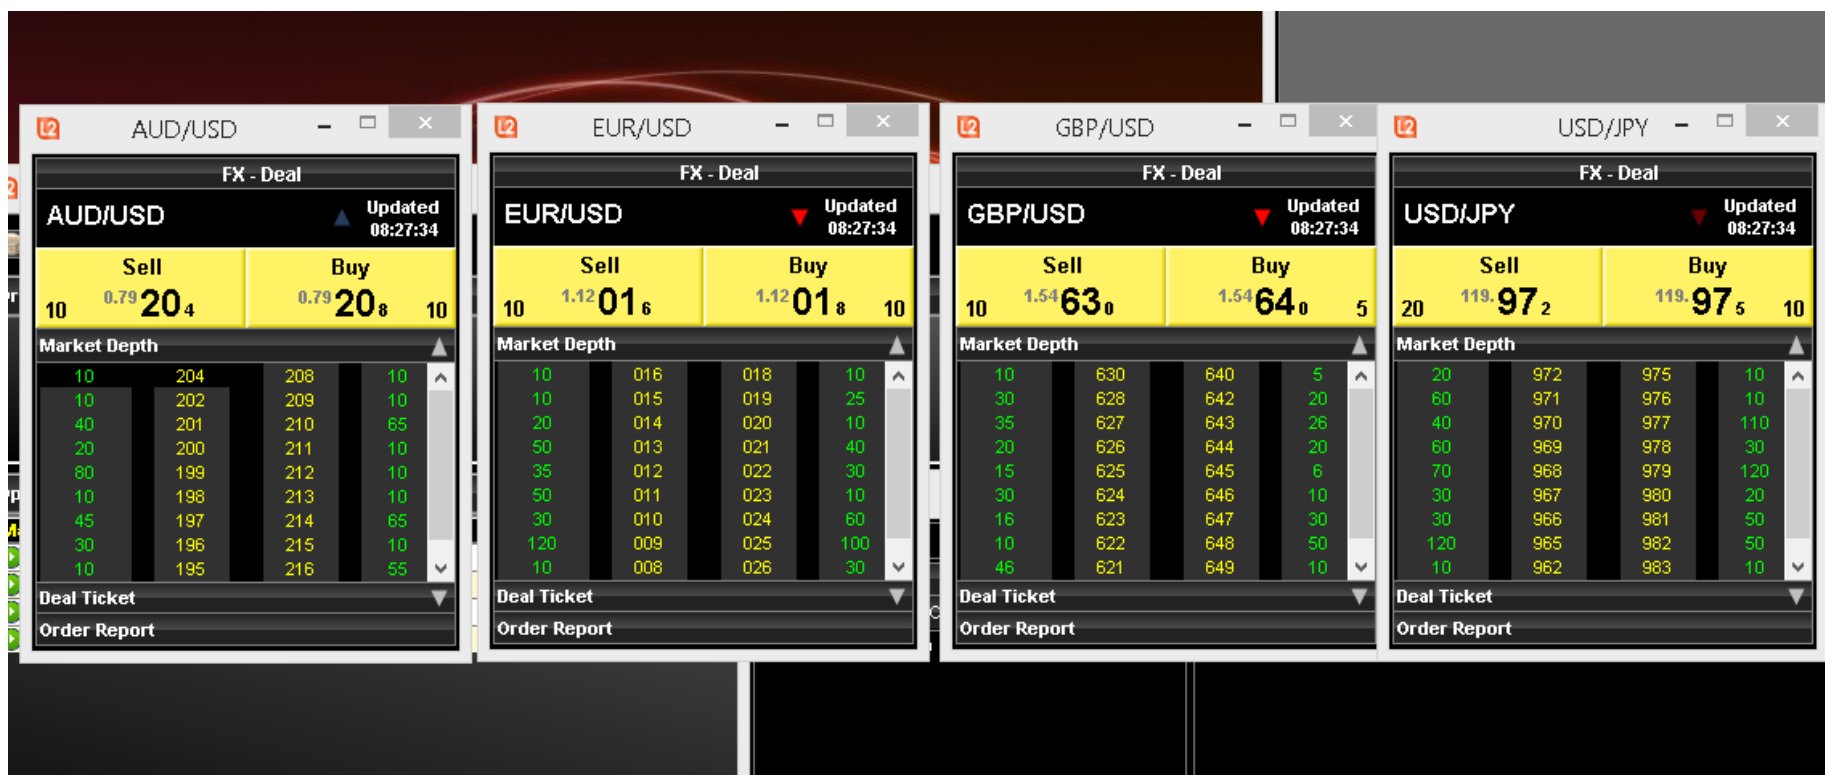 L2 AUD/USD
FX - Deal
AUD/USD Updated
08:27:34
Sell Buy
10 0.79 20 4 0.79 20 8 10
Market Depth
10 204 208 10
10 202 209 10
40 201 210 65
20 200 211 10
80 199 212 10
10 198 213 10
45 197 214 65
30 196 215 10
10 195 216 55
Deal Ticket
Order Report
L2 EUR/USD
FX - Deal
EUR/USD Updated
08:27:34
Sell Buy
10 1.12 01 6 1.12 01 8 10
Market Depth
10 016 018 10
10 015 019 25
20 014 020 10
50 013 021 40
35 012 022 30
50 011 023 10
30 010 024 60
120 009 025 100
10 008 026 30
Deal Ticket
Order Report
L2 GBP/USD
FX - Deal
GBP/USD Updated
08:27:34
Sell Buy
10 1.54 63 0 1.54 64 0 5
Market Depth
10 630 640 5
30 628 642 20
35 627 643 26
20 626 644 20
15 625 645 6
30 624 646 10
16 623 647 30
10 622 648 50
46 621 649 10
Deal Ticket
Order Report
L2 USD/JPY
FX - Deal
USD/JPY Updated
08:27:34
Sell Buy
20 119. 97 2 119. 97 5 10
Market Depth
20 972 975 10
60 971 976 10
40 970 977 110
60 969 978 30
70 968 979 120
30 967 980 20
30 966 981 50
120 965 982 50
10 962 983 10
Deal Ticket
Order Report